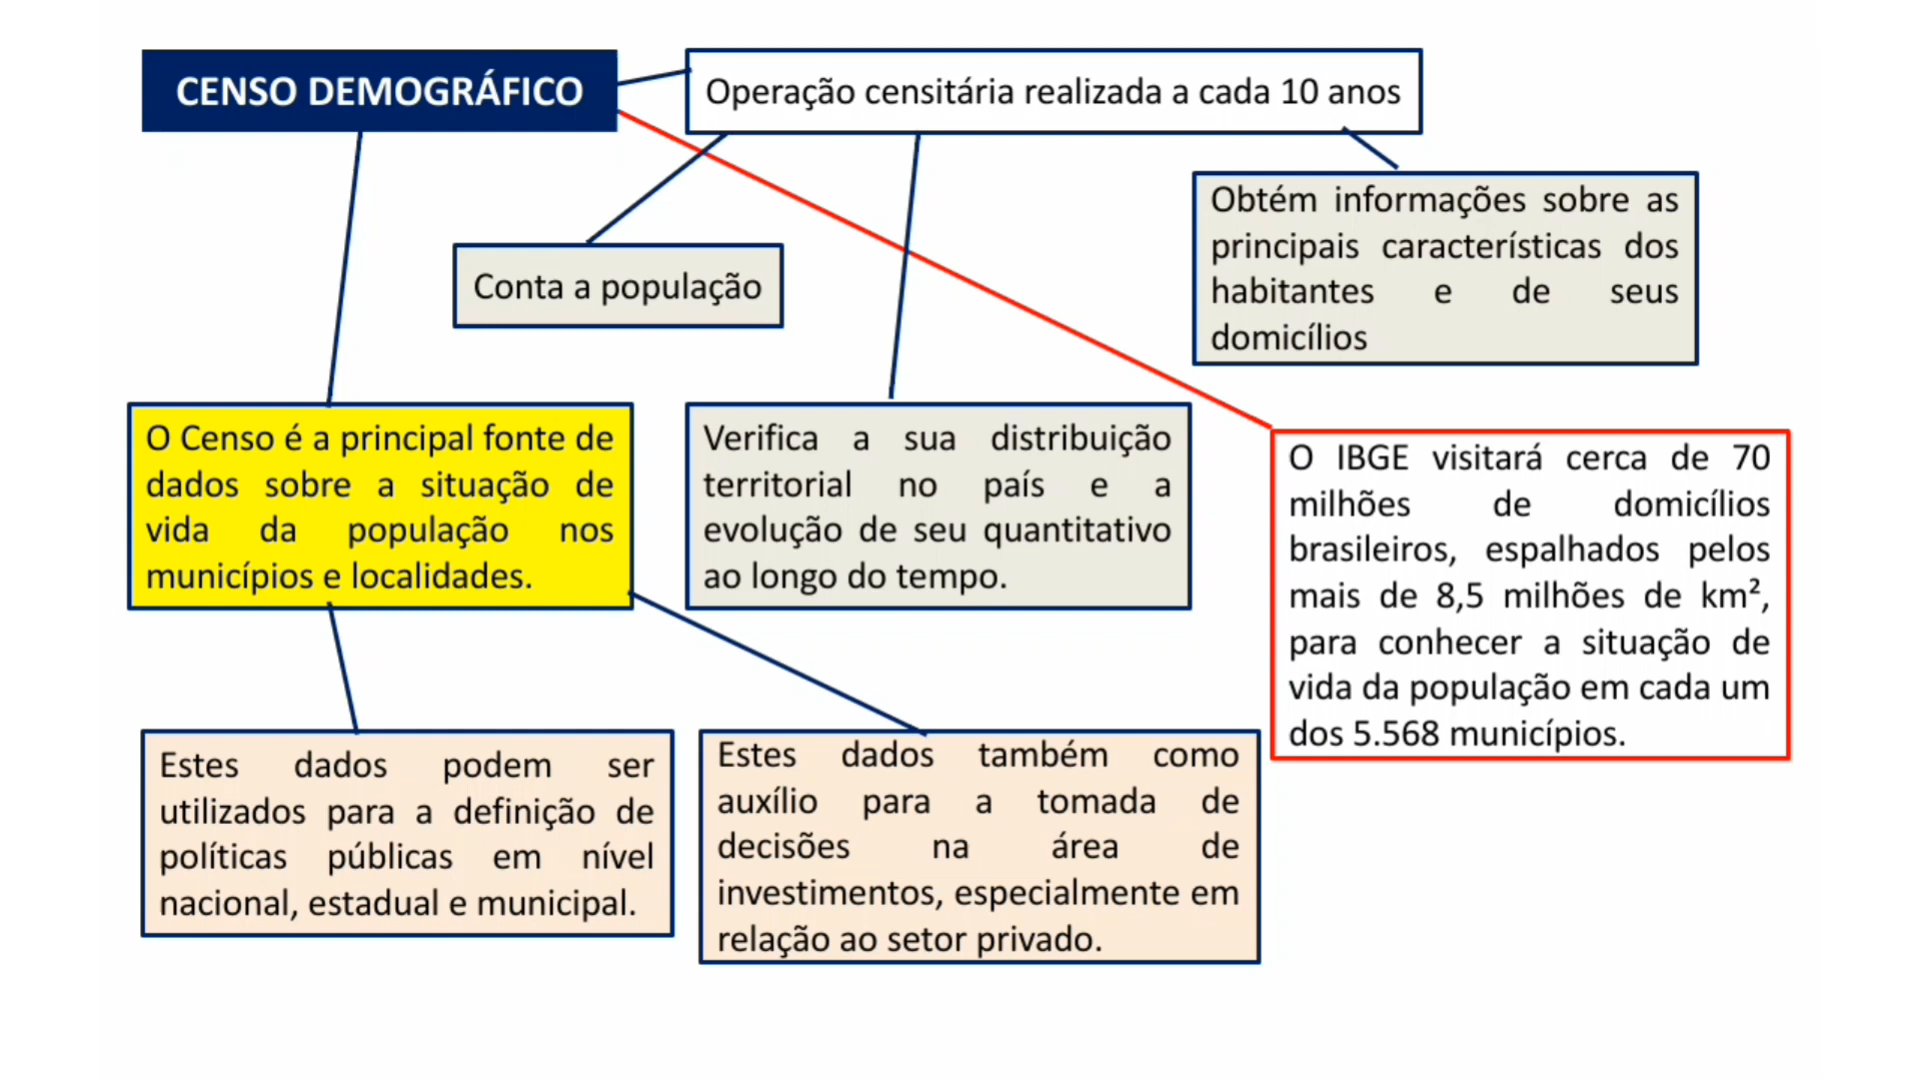 CENSO DEMOGRÁFICO
Operação censitária realizada a cada 10 anos
Conta a população
Obtém informações sobre as
principais características dos
habitantes e de seus
domicílios
O Censo é a principal fonte de
dados sobre a situação de
vida da população nos
municípios e localidades.
Verifica a sua distribuição
territorial no país e a
evolução de seu quantitativo
ao longo do tempo.
O IBGE visitará cerca de 70
milhões de domicílios
brasileiros, espalhados pelos
mais de 8,5 milhões de km²,
para conhecer a situação de
vida da população em cada um
dos 5.568 municípios.
Estes dados podem ser
utilizados para a definição de
políticas públicas em nível
nacional, estadual e municipal.
Estes dados também como
auxílio para a tomada de
decisões na área de
investimentos, especialmente em
relação ao setor privado.